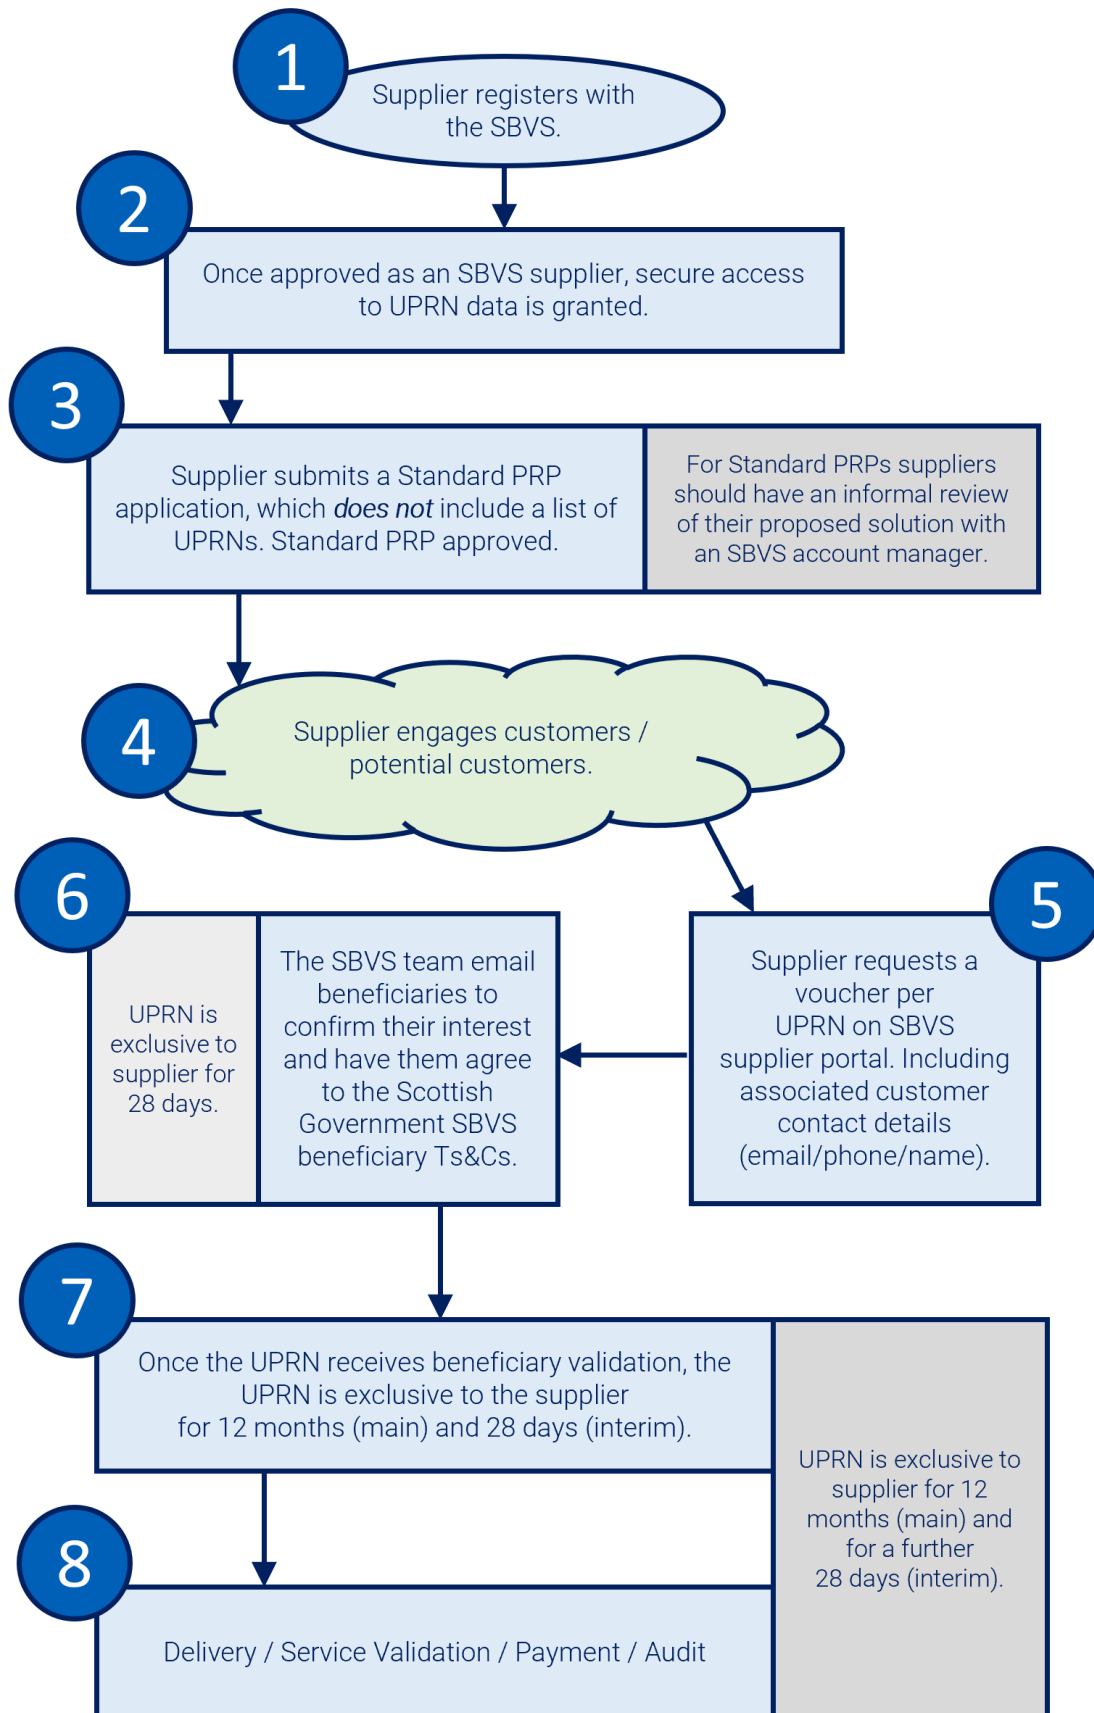 1
Supplier registers with
the SBVS.
2
Once approved as an SBVS supplier, secure access
to UPRN data is granted.
3
Supplier submits a Standard PRP
application, which does not include a list of
UPRNs. Standard PRP approved.
For Standard PRPs suppliers
should have an informal review
of their proposed solution with
an SBVS account manager.
4
Supplier engages customers /
potential customers.
5
Supplier requests a
voucher per
UPRN on SBVS
supplier portal. Including
associated customer
contact details
(email/phone/name).
6
UPRN is
exclusive to
supplier for
28 days.
The SBVS team email
beneficiaries to
confirm their interest
and have them agree
to the Scottish
Government SBVS
beneficiary Ts&Cs.
7
Once the UPRN receives beneficiary validation, the
UPRN is exclusive to the supplier
for 12 months (main) and 28 days (interim).
UPRN is exclusive to
supplier for 12
months (main) and
for a further
28 days (interim).
8
Delivery / Service Validation / Payment / Audit